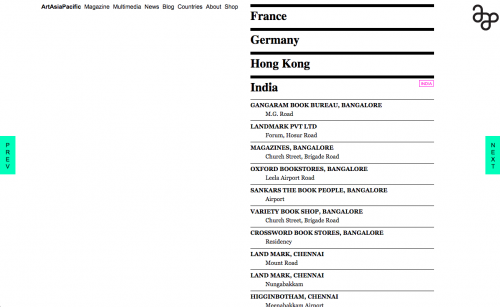 ArtAsiaPacific Magazine Multimedia News Blog Countries About Shop
France
Germany
Hong Kong
India
INDIA
GANGARAM BOOK BUREAU, BANGALORE
M.G. Road
LANDMARK PVT LTD
Forum, Hosur Road
MAGAZINES, BANGALORE
Church Street, Brigade Road
OXFORD BOOKSTORES, BANGALORE
Leela Airport Road
SANKARS THE BOOK PEOPLE, BANGALORE
Airport
VARIETY BOOK SHOP, BANGALORE
Church Street, Brigade Road
CROSSWORD BOOK STORES, BANGALORE
Residency
LAND MARK, CHENNAI
Mount Road
LAND MARK, CHENNAI
Nungabakkam
HIGGINBOTHAM, CHENNAI
Meenabakkam Airport
PREV
NEXT